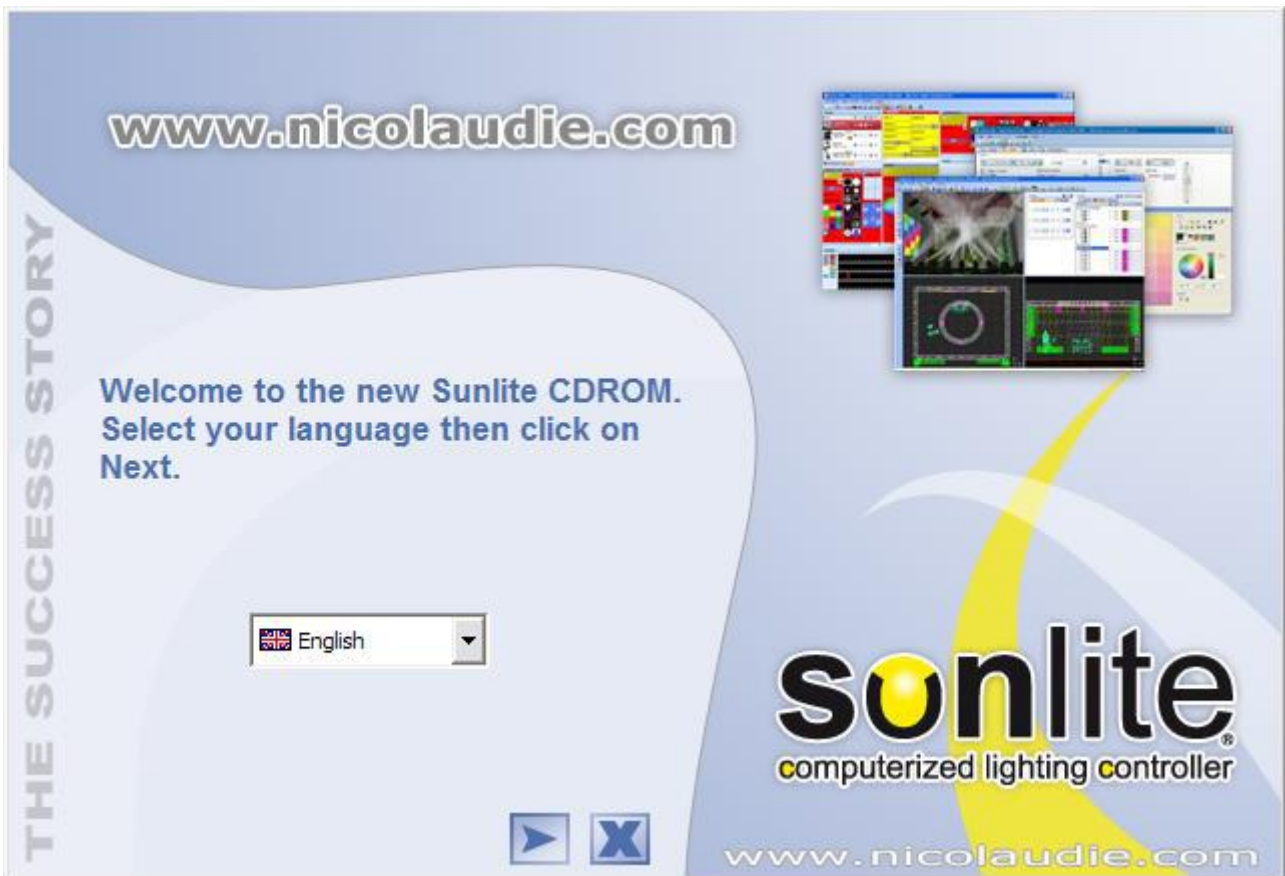 www.nicolaudie.com
THE SUCCESS STORY
Welcome to the new Sunlite CDROM.
Select your language then click on
Next.
English
sunlite®
computerized lighting controller
www.nicolaudie.com